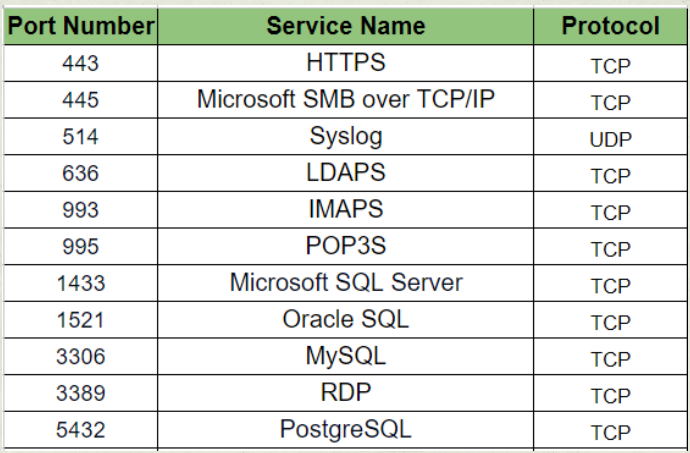 Port Number Service Name Protocol
443 HTTPS TCP
445 Microsoft SMB over TCP/IP TCP
514 Syslog UDP
636 LDAPS TCP
993 IMAPS TCP
995 POP3S TCP
1433 Microsoft SQL Server TCP
1521 Oracle SQL TCP
3306 MySQL TCP
3389 RDP TCP
5432 PostgreSQL TCP